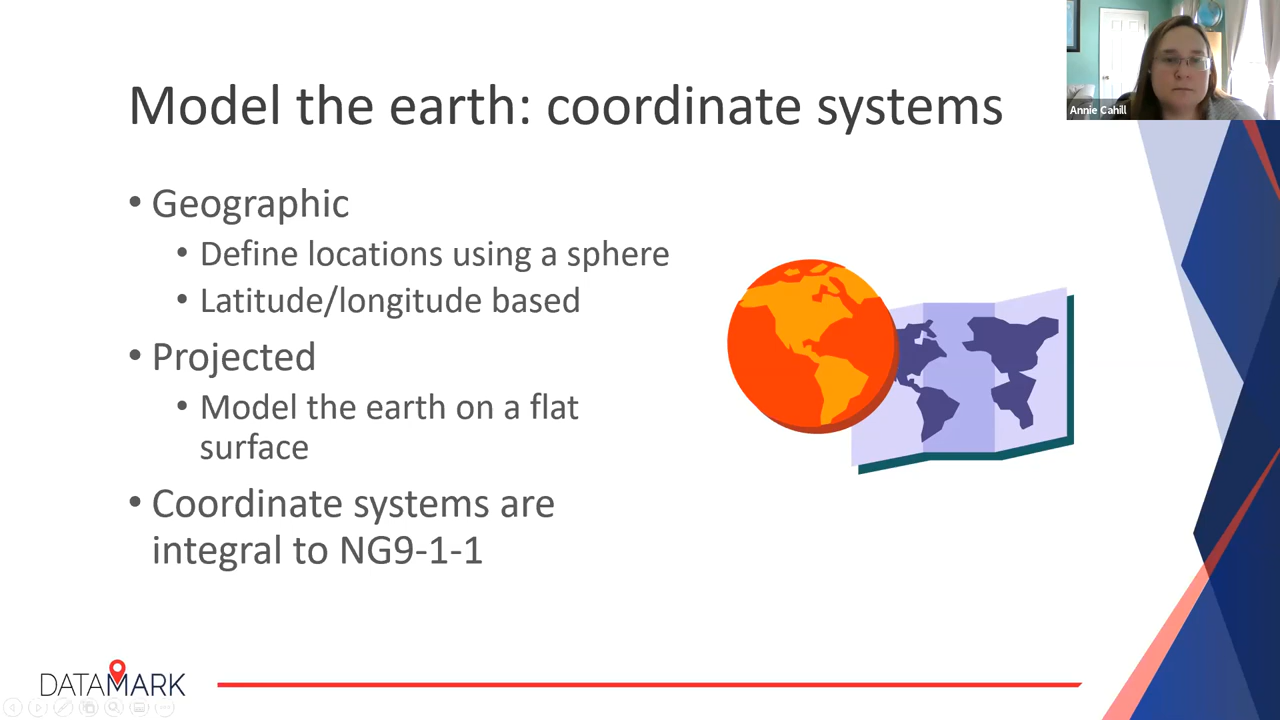 Model the earth: coordinate systems
Annie Cahill
• Geographic
• Define locations using a sphere
• Latitude/longitude based
• Projected
• Model the earth on a flat
surface
• Coordinate systems are
integral to NG9-1-1
DATAMARK